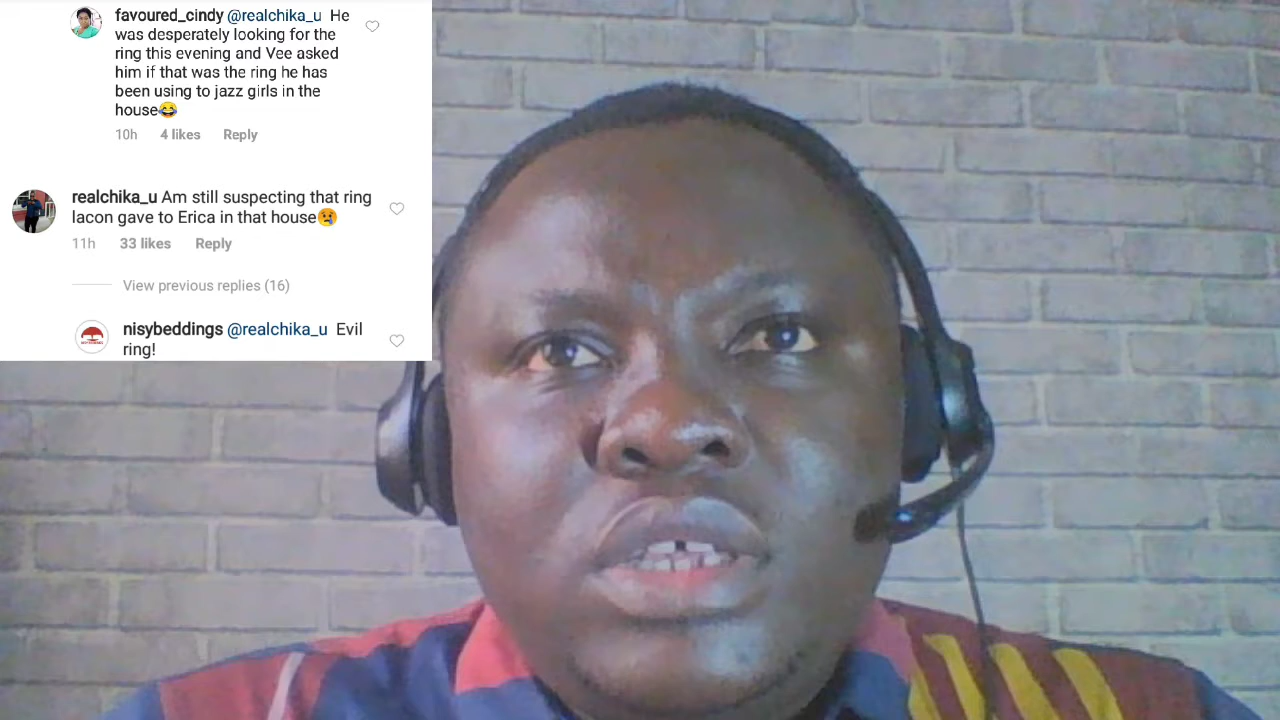 favoured_cindy @realchika_u He
was desperately looking for the
ring this evening and Vee asked
him if that was the ring he has
been using to jazz girls in the
house😂
10h 4 likes Reply
realchika_u Am still suspecting that ring
lacon gave to Erica in that house😢
11h 33 likes Reply
View previous replies (16)
nisybeddings @realchika_u Evil
ring!